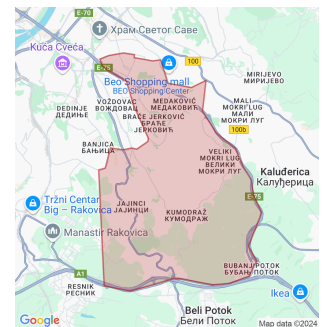 E-70
Храм Светог Саве
Kuća Cveća
E-75
100
Beo Shopping mall
BEO Shopping Center
MIRIJEVO
МИРИЈЕВО
VOŽDOVAC
ВОЖДОВАЦ
MEDAKOVIĆ
МЕДАКОВИЋ
DEDINJE
ДЕДИЊЕ
BRAĆE JERKOVIĆ
БРАЋЕ
ЈЕРКОВИЋ
MALI
MOKRI LUG
МАЛИ
МОКРИ ЛУГ
100b
BANJICA
БАЊИЦА
VELIKI
MOKRI LUG
ВЕЛИКИ
МОКРИ ЛУГ
Kaluđerica
Калуђерица
E-75
Tržni Centar
Big – Rakovica
JAJINCI
ЈАЈИНЦИ
KUMODRAŽ
КУМОДРАЖ
Manastir Rakovica
BUBANJ POTOK
БУБАЊ ПОТОК
A1
RESNIK
РЕСНИК
Ikea
Beli Potok
Бели Поток
Google
Map data ©2024